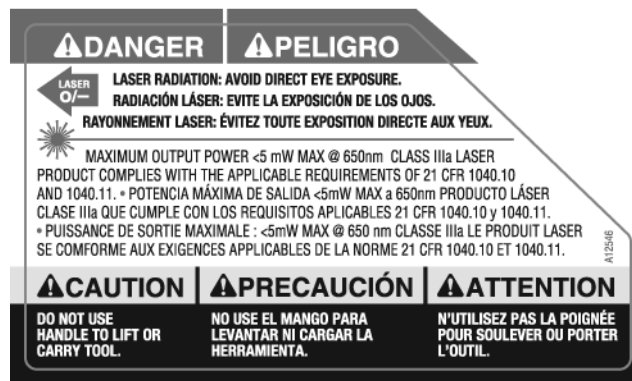 DANGER
PELIGRO
LASER
0/–
LASER RADIATION: AVOID DIRECT EYE EXPOSURE.
RADIACIÓN LÁSER: EVITE LA EXPOSICIÓN DE LOS OJOS.
RAYONNEMENT LASER: ÉVITEZ TOUTE EXPOSITION DIRECTE AUX YEUX.
MAXIMUM OUTPUT POWER <5 mW MAX @ 650nm CLASS IIIa LASER
PRODUCT COMPLIES WITH THE APPLICABLE REQUIREMENTS OF 21 CFR 1040.10
AND 1040.11. • POTENCIA MÁXIMA DE SALIDA <5mW MAX a 650nm PRODUCTO LÁSER
CLASE IIIa QUE CUMPLE CON LOS REQUISITOS APLICABLES 21 CFR 1040.10 y 1040.11.
• PUISSANCE DE SORTIE MAXIMALE : <5mW MAX @ 650 nm CLASSE IIIa LE PRODUIT LASER
SE COMFORME AUX EXIGENCES APPLICABLES DE LA NORME 21 CFR 1040.10 ET 1040.11.
A12546
CAUTION
DO NOT USE
HANDLE TO LIFT OR
CARRY TOOL.
PRECAUCIÓN
NO USE EL MANGO PARA
LEVANTAR NI CARGAR LA
HERRAMIENTA.
ATTENTION
N'UTILISEZ PAS LA POIGNÉE
POUR SOULEVER OU PORTER
L'OUTIL.